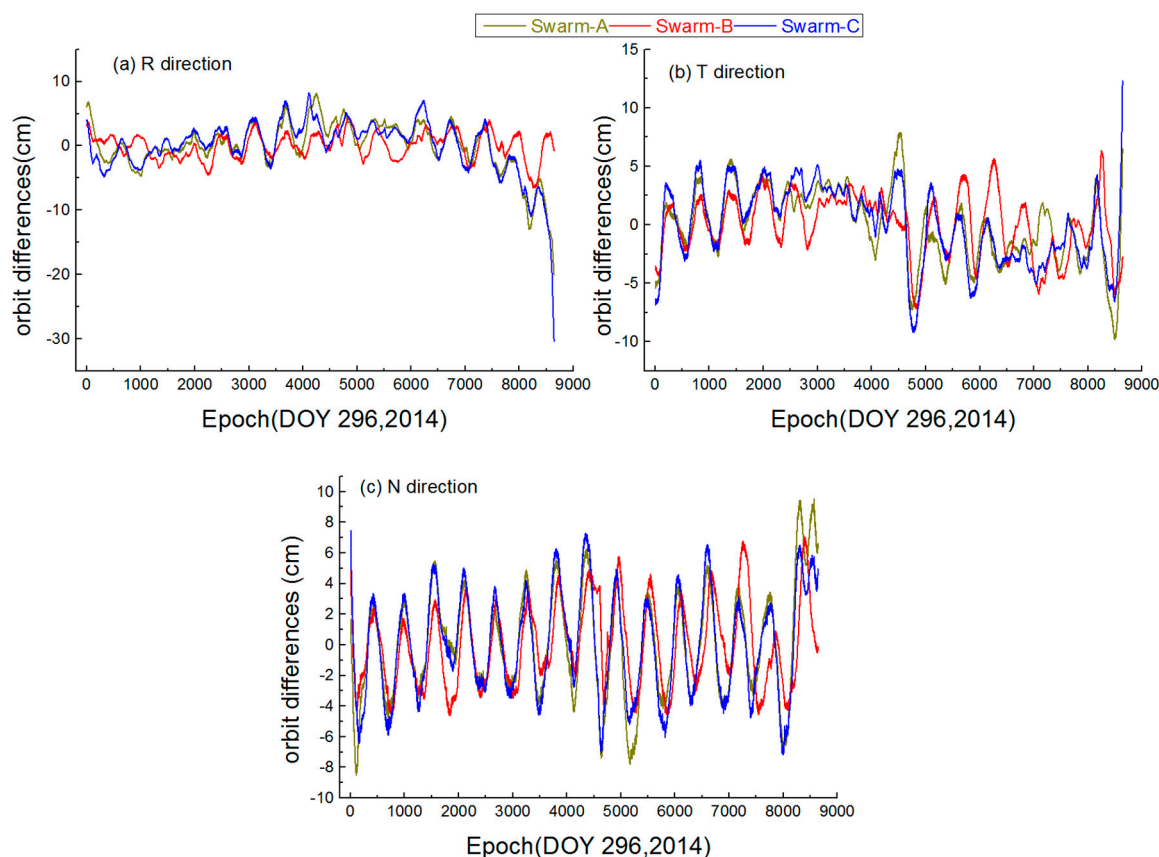 Swarm-A Swarm-B Swarm-C
(a) R direction
10
0
-10
-20
-30
orbit differences(cm)
0 1000 2000 3000 4000 5000 6000 7000 8000 9000
Epoch(DOY 296,2014)
(b) T direction
15
10
5
0
-5
-10
orbit differences(cm)
0 1000 2000 3000 4000 5000 6000 7000 8000 9000
Epoch(DOY 296,2014)
(c) N direction
10
8
6
4
2
0
-2
-4
-6
-8
-10
orbit differences (cm)
0 1000 2000 3000 4000 5000 6000 7000 8000 9000
Epoch(DOY 296,2014)